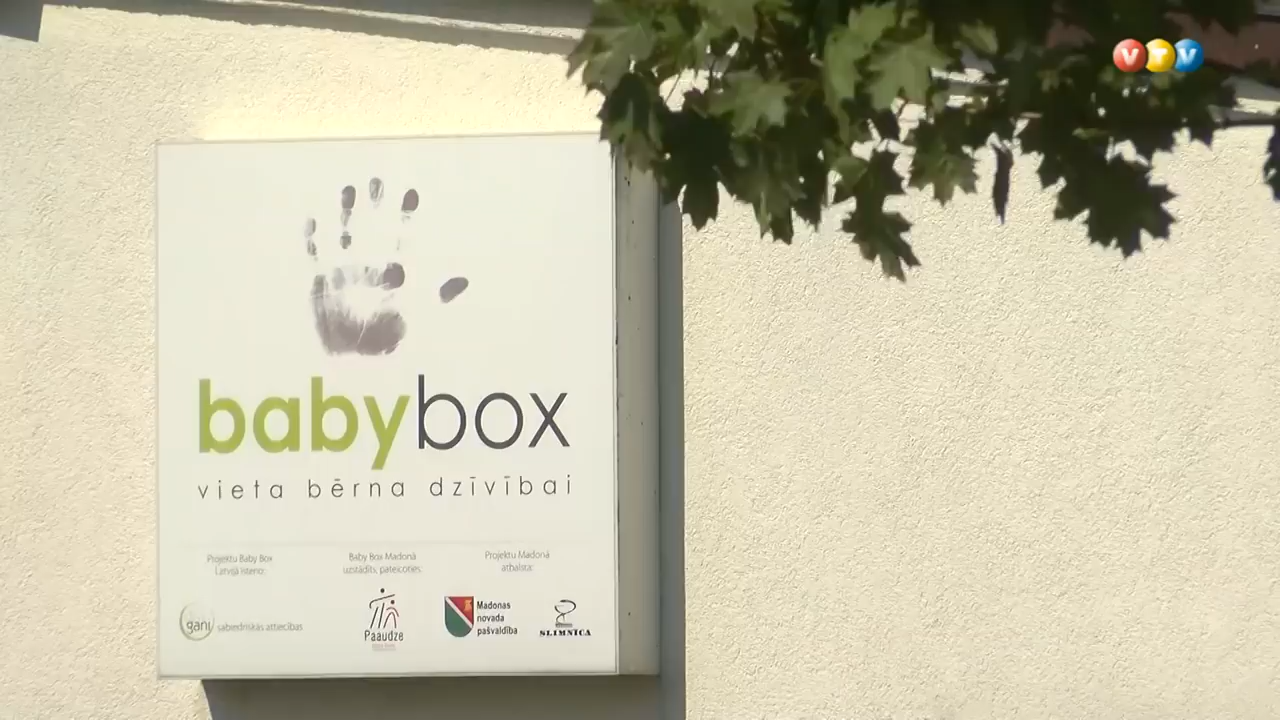 VTV
babybox
vieta bērna dzīvībai
Projektu Baby Box
Latvijā īsteno:
Baby Box Madonā
uzstādīts, pateicoties:
Projektu Madonā
atbalsta:
gani sabiedriskās attiecības
Paaudze
Madonas
novada
pašvaldība
SLIMNĪCA